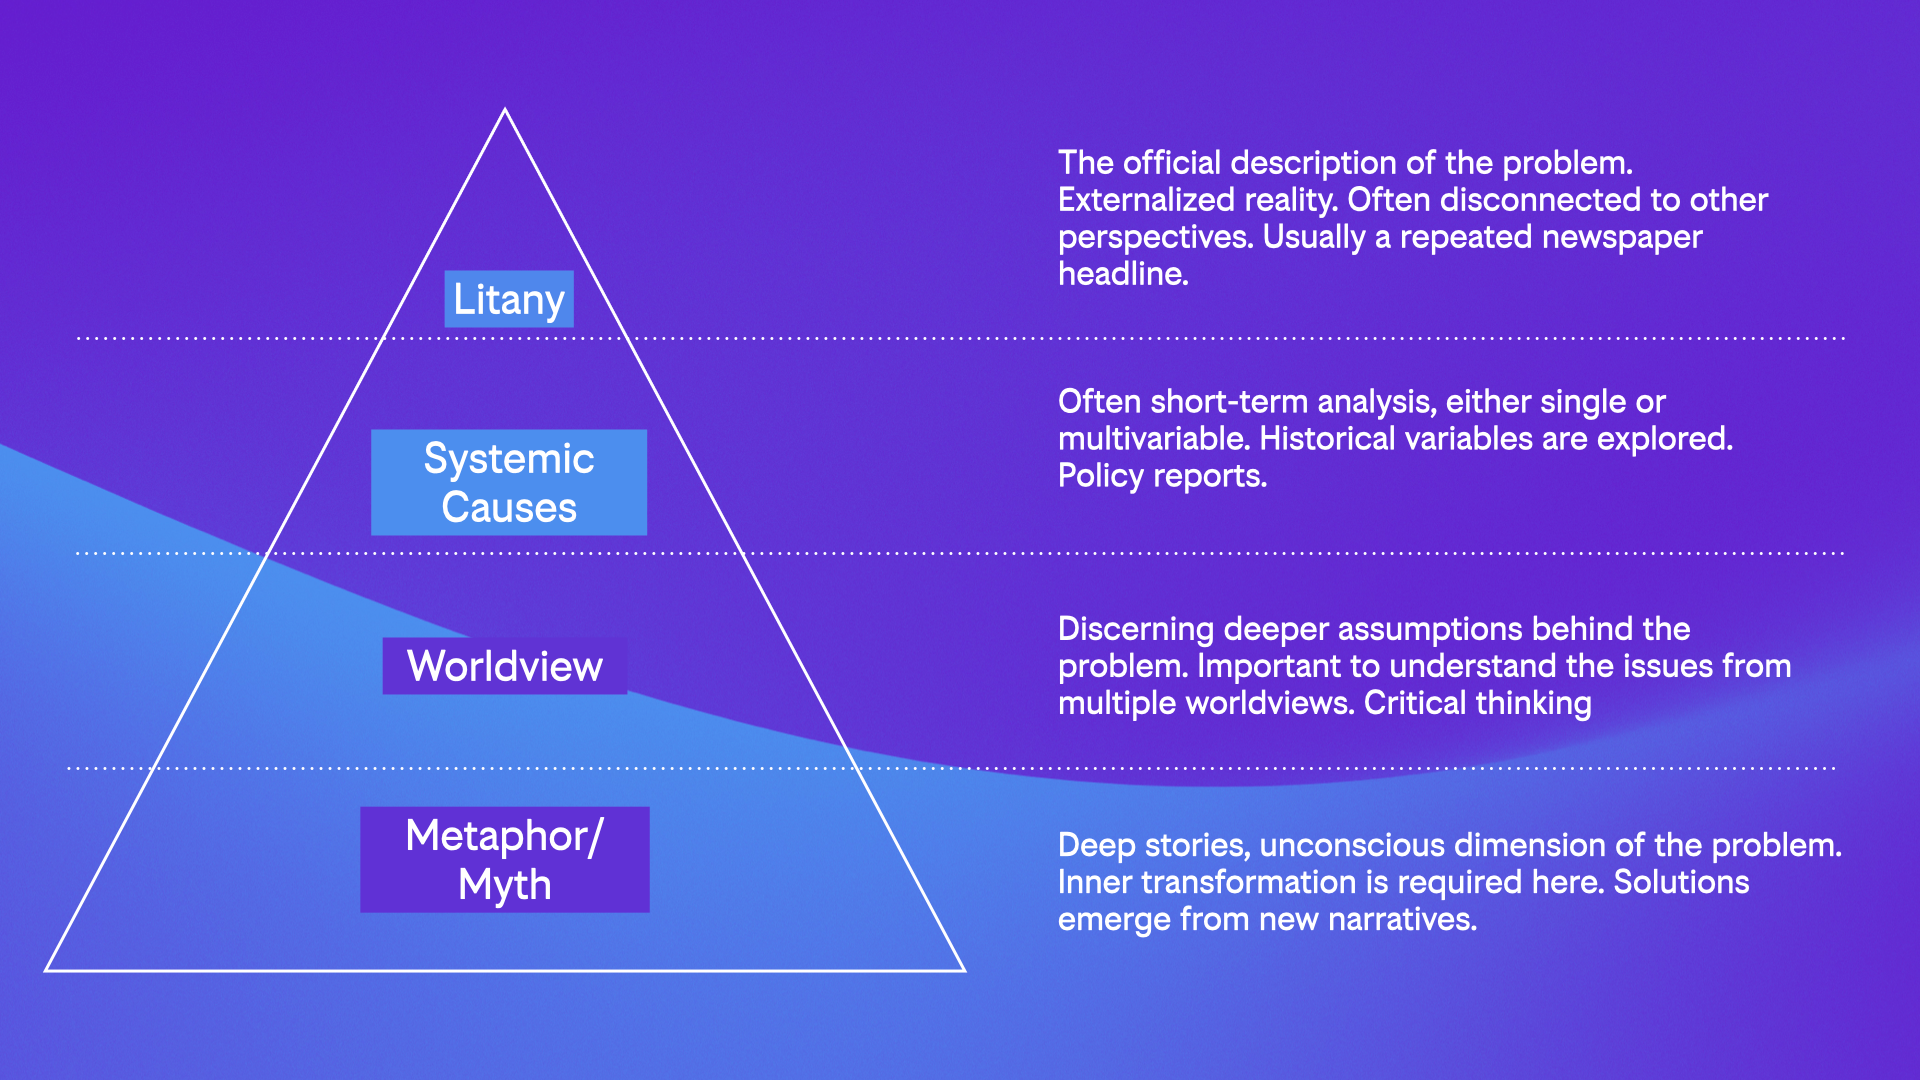 The official description of the problem.
Externalized reality. Often disconnected to other
perspectives. Usually a repeated newspaper
headline.
Litany
Often short-term analysis, either single or
multivariable. Historical variables are explored.
Policy reports.
Systemic
Causes
Discerning deeper assumptions behind the
problem. Important to understand the issues from
multiple worldviews. Critical thinking
Worldview
Deep stories, unconscious dimension of the problem.
Inner transformation is required here. Solutions
emerge from new narratives.
Metaphor/
Myth